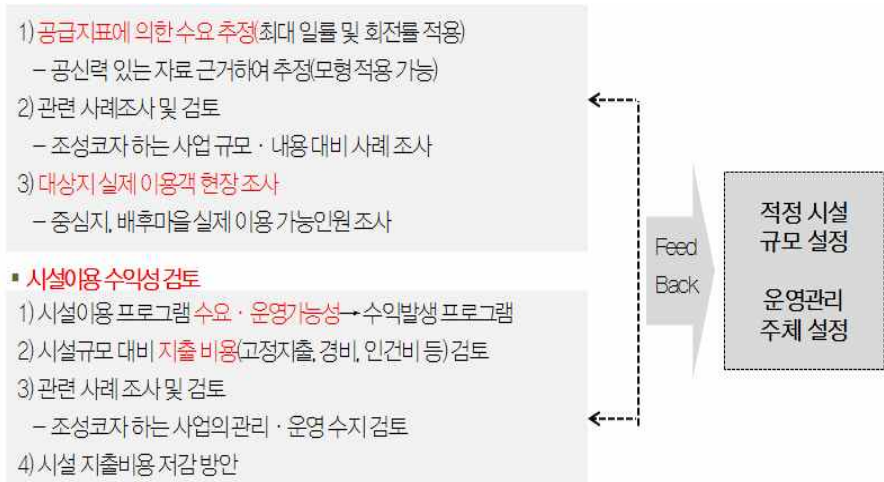 1) 공급지표에 의한 수요 추정(최대 일률 및 회전률 적용)
– 공신력 있는 자료 근거하여 추정(모형 적용 가능)
2) 관련 사례조사 및 검토
– 조성코자 하는 사업 규모 · 내용 대비 사례 조사
3) 대상지 실제 이용객 현장 조사
– 중심지, 배후마을 실제 이용 가능인원 조사
▪ 시설이용 수익성 검토
1) 시설이용 프로그램 수요 · 운영가능성→ 수익발생 프로그램
2) 시설규모 대비 지출 비용(고정지출, 경비, 인건비 등) 검토
3) 관련 사례 조사 및 검토
– 조성코자 하는 사업의 관리 · 운영 수지 검토
4) 시설 지출비용 저감 방안
Feed
Back
적정 시설
규모 설정
운영관리
주체 설정